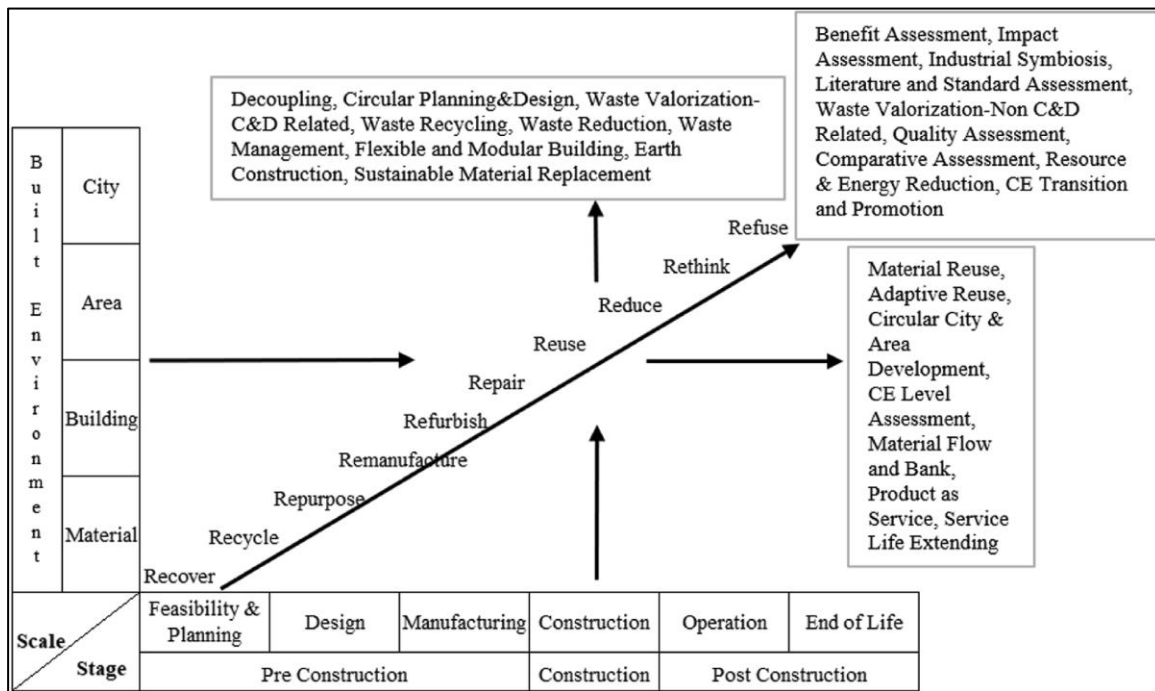 Benefit Assessment, Impact
Assessment, Industrial Symbiosis,
Literature and Standard Assessment,
Waste Valorization-Non C&D
Related, Quality Assessment,
Comparative Assessment, Resource
& Energy Reduction, CE Transition
and Promotion
Decoupling, Circular Planning&Design, Waste Valorization-
C&D Related, Waste Recycling, Waste Reduction, Waste
Management, Flexible and Modular Building, Earth
Construction, Sustainable Material Replacement
Built Environment
City
Area
Building
Material
Refuse
Rethink
Reduce
Reuse
Repair
Refurbish
Remanufacture
Repurpose
Recycle
Recover
Material Reuse,
Adaptive Reuse,
Circular City &
Area
Development,
CE Level
Assessment,
Material Flow
and Bank,
Product as
Service, Service
Life Extending
Scale
Stage
Feasibility &
Planning
Design
Manufacturing
Construction
Operation
End of Life
Pre Construction
Construction
Post Construction